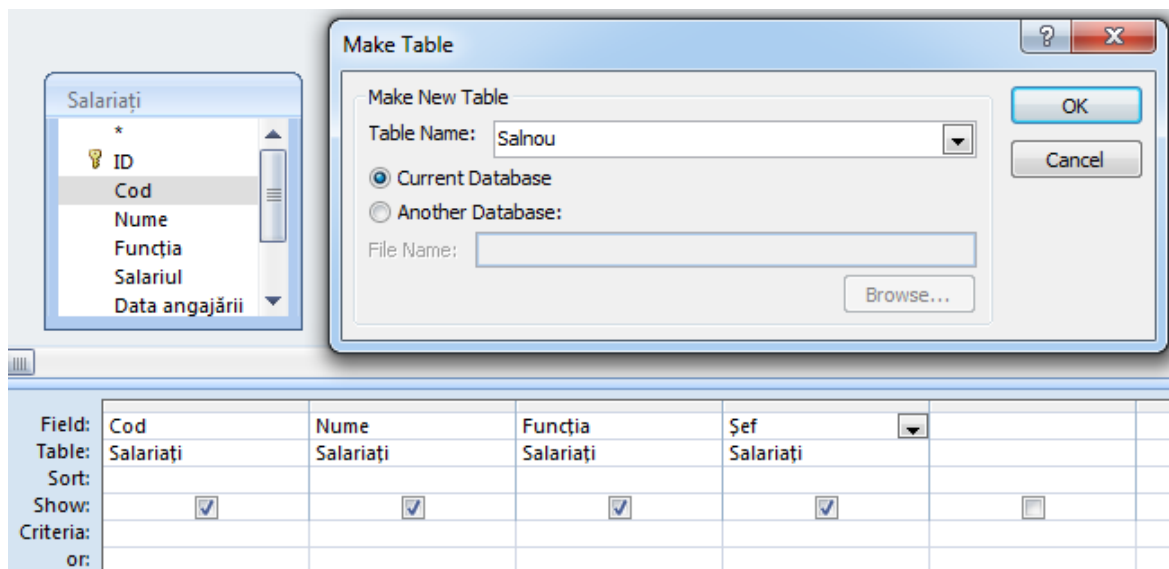 Make Table
Make New Table
Table Name: Salnou
OK
Current Database
Cancel
Another Database:
File Name:
Browse...
Salariați
*
ID
Cod
Nume
Funcția
Salariul
Data angajării
Field: Cod Nume Funcția Șef
Table: Salariați Salariați Salariați Salariați
Sort:
Show:
Criteria:
or: